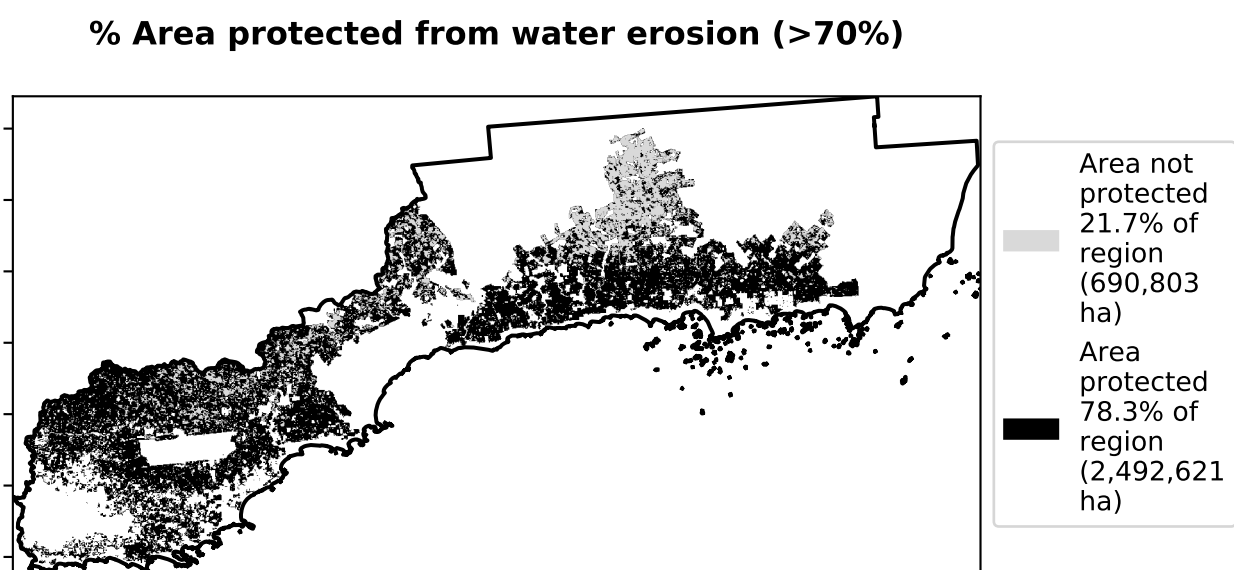 % Area protected from water erosion (>70%)
Area not
protected
21.7% of
region
(690,803
ha)
Area
protected
78.3% of
region
(2,492,621
ha)